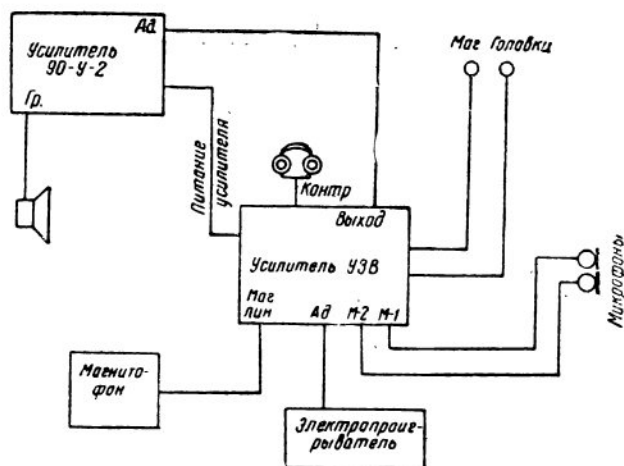 Ад.
Усилитель
90-У-2
Гр.
Маг Головки
Питание
усилителя
Контр
Выход
Усилитель УЗВ
Маг
лин
Ад
М-2
М-1
Микрофоны
Магнито-
фон
Электропроиг-
рыватель